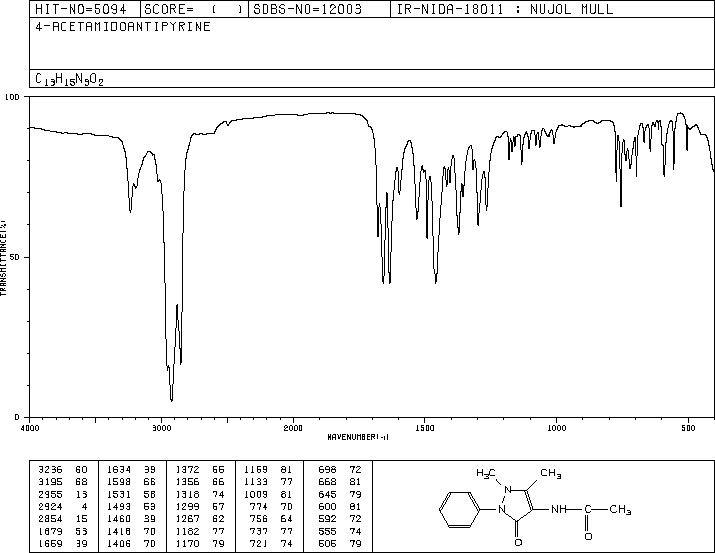 HIT-NO=5094 SCORE= ( ) SDBS-NO=12003 IR-NIDA-18011 : NUJOL MULL
4-ACETAMIDOANTIPYRINE
C13H15N3O2
100
50
0
TRANSMITTANCE(%)
4000 3000 2000 1500 1000 500
WAVENUMBER(-1)
3236 60 1634 39 1372 55 1169 81 698 72
3195 68 1598 66 1356 66 1133 77 668 81
2955 13 1531 58 1318 74 1009 81 645 79
2924 4 1493 53 1299 57 774 70 600 81
2854 15 1460 39 1267 62 756 64 592 72
1679 53 1418 70 1182 77 737 77 555 74
1659 39 1406 70 1170 79 721 74 505 79
H3C CH3
N
N NH C CH3
O O